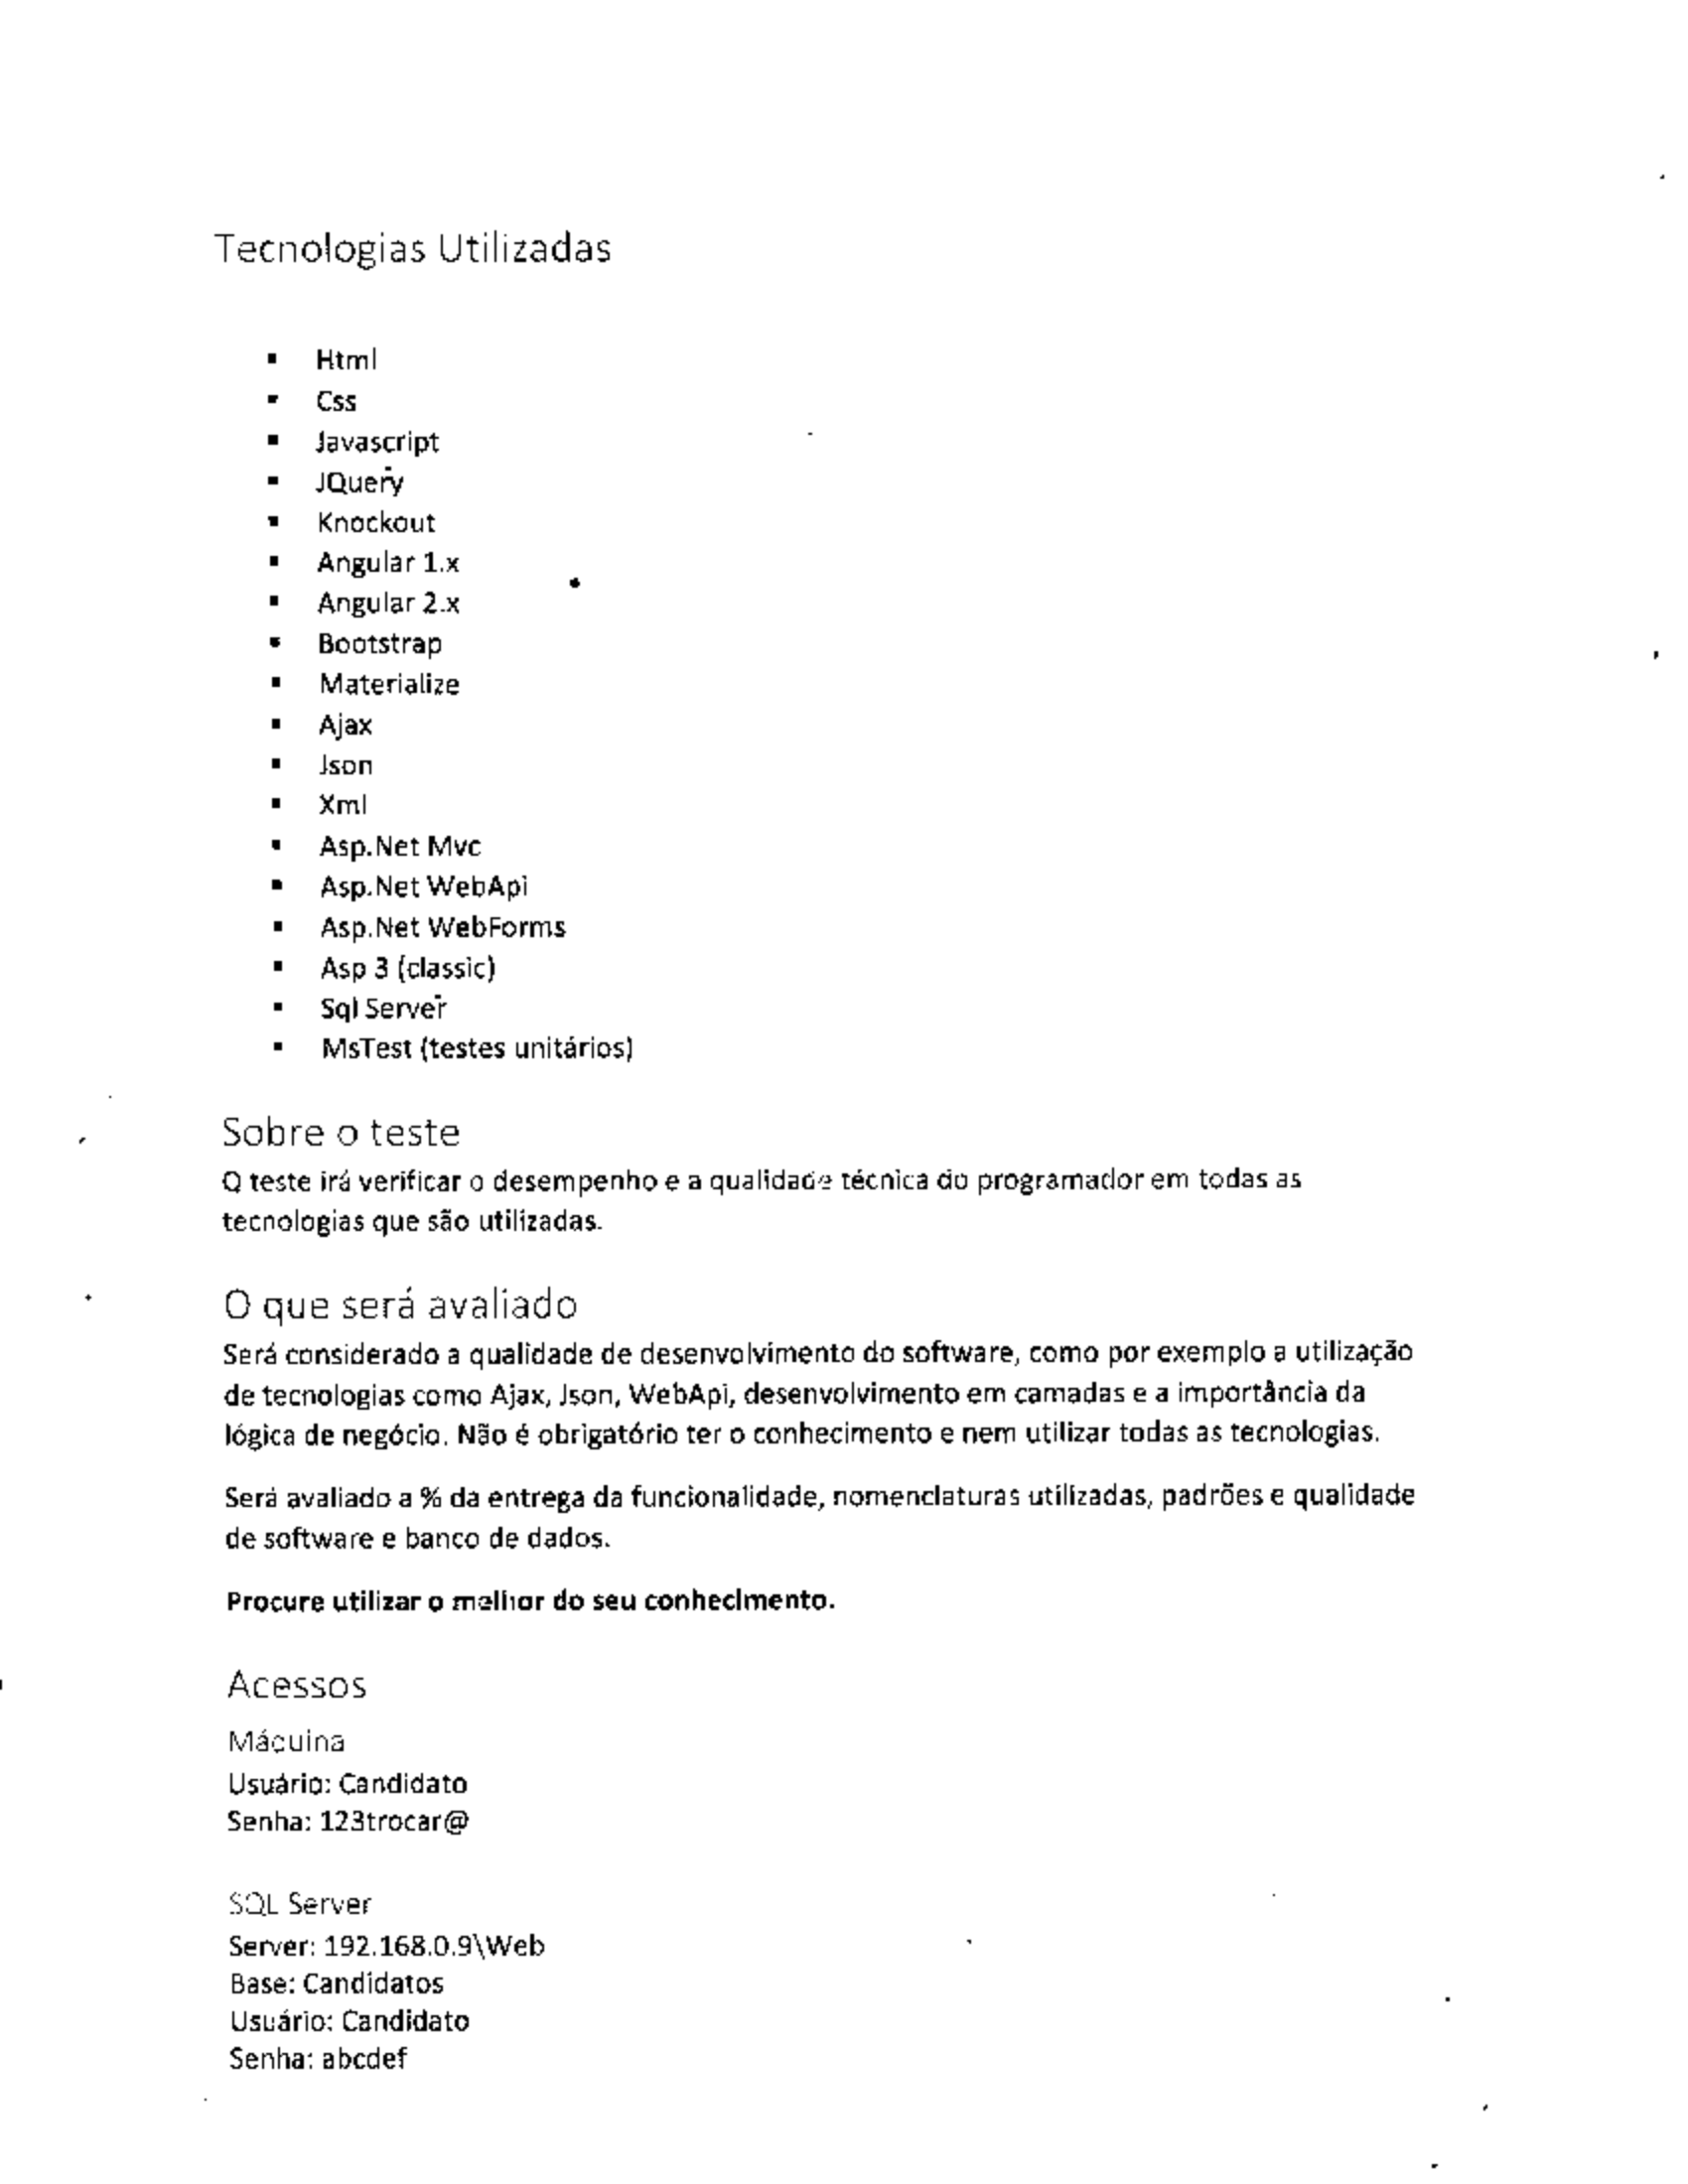 Tecnologias Utilizadas
Html
Css
Javascript
JQuery
Knockout
Angular 1.x
Angular 2.x
Bootstrap
Materialize
Ajax
Json
Xml
Asp.Net Mvc
Asp.Net WebApi
Asp.Net WebForms
Asp 3 (classic)
Sql Server
MsTest (testes unitários)
Sobre o teste
O teste irá verificar o desempenho e a qualidade técnica do programador em todas as
tecnologias que são utilizadas.
O que será avaliado
Será considerado a qualidade de desenvolvimento do software, como por exemplo a utilização
de tecnologias como Ajax, Json, WebApi, desenvolvimento em camadas e a importância da
lógica de negócio. Não é obrigatório ter o conhecimento e nem utilizar todas as tecnologias.
Será avaliado a % da entrega da funcionalidade, nomenclaturas utilizadas, padrões e qualidade
de software e banco de dados.
Procure utilizar o melhor do seu conhecimento.
Acessos
Máquina
Usuário: Candidato
Senha: 123trocar@
SQL Server
Server: 192.168.0.9\Web
Base: Candidatos
Usuário: Candidato
Senha: abcdef